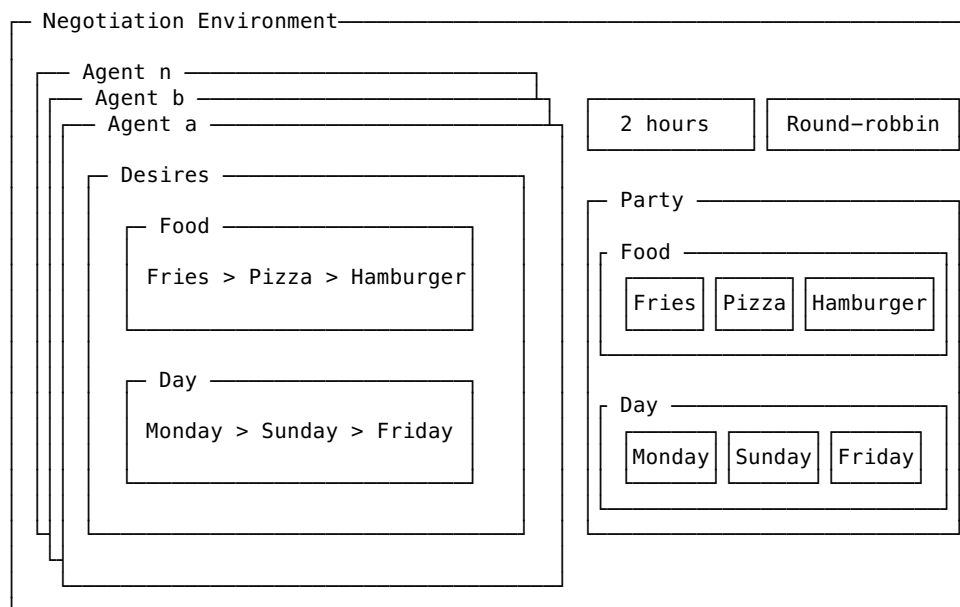 Negotiation Environment
Agent n
Agent b
Agent a
2 hours
Round-robbin
Desires
Party
Food
Fries > Pizza > Hamburger
Food
Fries
Pizza
Hamburger
Day
Monday > Sunday > Friday
Day
Monday
Sunday
Friday